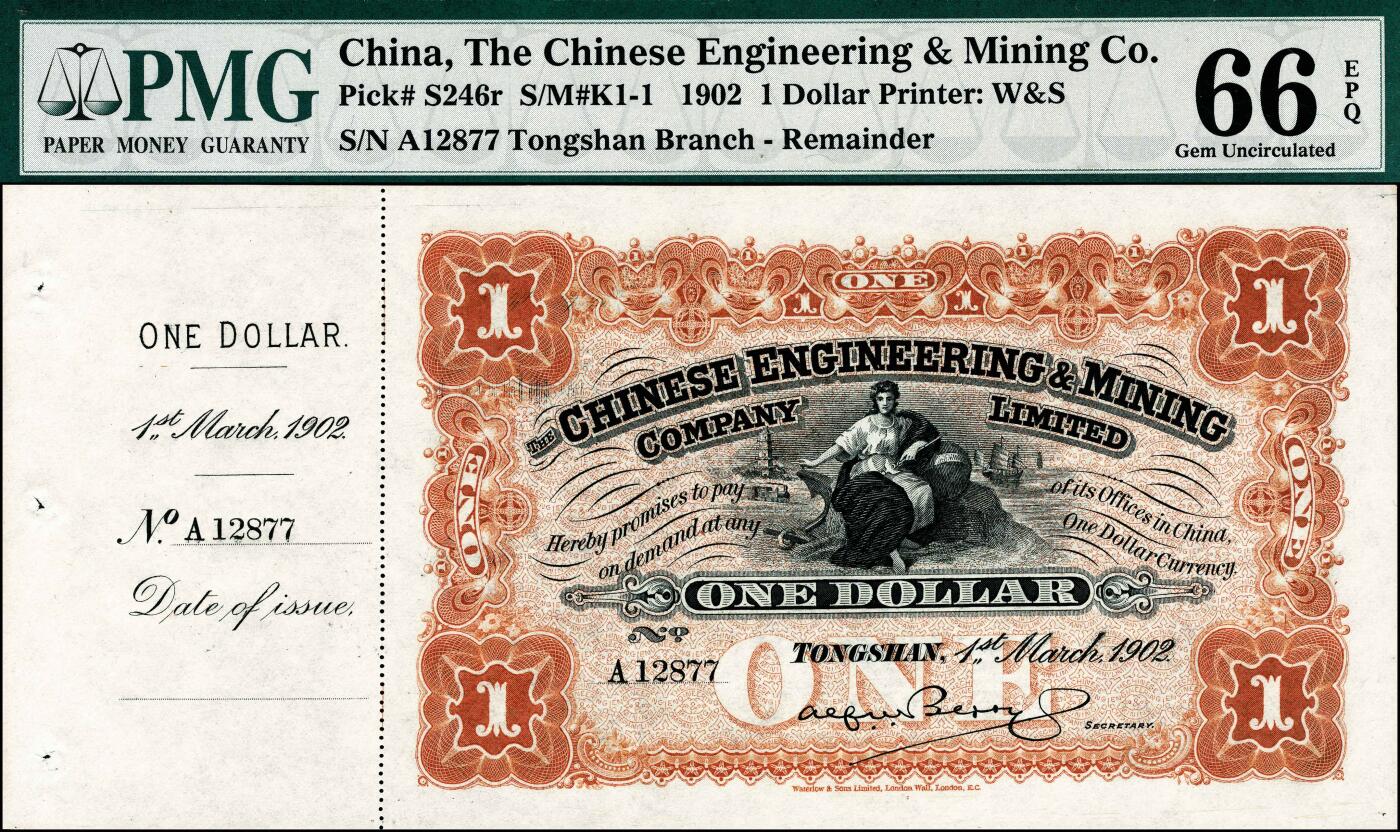 PMG
PAPER MONEY GUARANTY
China, The Chinese Engineering & Mining Co.
Pick# S246r S/M#K1-1 1902 1 Dollar Printer: W&S
S/N A12877 Tongshan Branch - Remainder
66
EPQ
Gem Uncirculated
ONE DOLLAR.
1st March, 1902.
No. A 12877
Date of issue,
1
ONE
1
1
1
THE CHINESE ENGINEERING & MINING
COMPANY LIMITED
ONE
ONE
Hereby promises to pay
on demand at any
of its Offices in China,
One Dollar Currency.
ONE DOLLAR
No
A 12877
ONE
TONGSHAN, 1st March, 1902.
SECRETARY.
1
1
Waterlow & Sons Limited, London Wall, London, E.C.